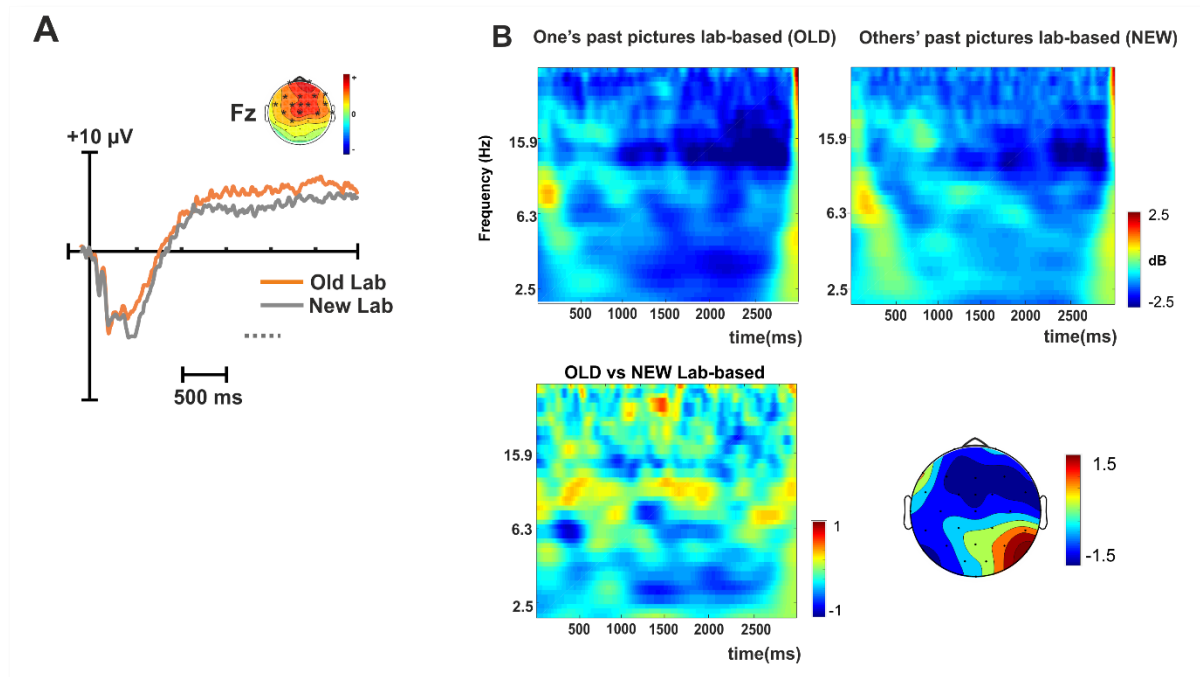 A
Fz
+
0
-
+10 µV
Old Lab
New Lab
500 ms
B
One's past pictures lab-based (OLD)
Others' past pictures lab-based (NEW)
Frequency (Hz)
15.9
6.3
2.5
500 1000 1500 2000 2500
time(ms)
15.9
6.3
2.5
500 1000 1500 2000 2500
time(ms)
2.5
dB
-2.5
OLD vs NEW Lab-based
15.9
6.3
2.5
500 1000 1500 2000 2500
time(ms)
1
-1
1.5
-1.5